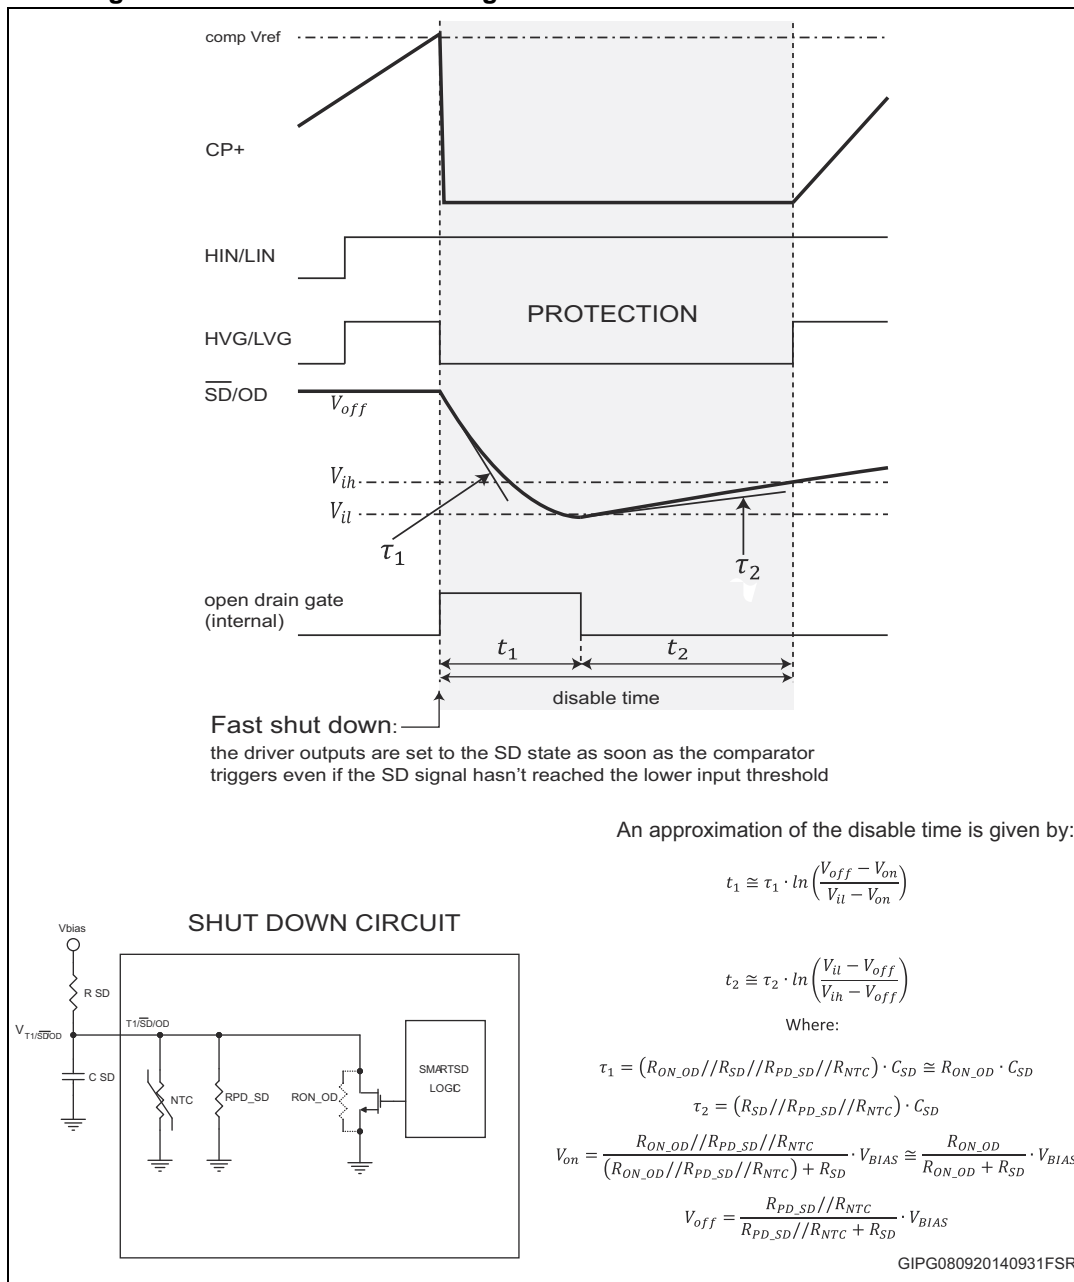 comp Vref
CP+
HIN/LIN
PROTECTION
HVG/LVG
S̅D̅/OD
V_off
V_ih
V_il
τ_1
τ_2
open drain gate
(internal)
t_1 t_2
disable time
Fast shut down:
the driver outputs are set to the SD state as soon as the comparator
triggers even if the SD signal hasn't reached the lower input threshold
An approximation of the disable time is given by:
t_1 ≅ τ_1 · ln((V_off − V_on)/(V_il − V_on))
t_2 ≅ τ_2 · ln((V_il − V_off)/(V_ih − V_off))
Where:
τ_1 = (R_ON_OD//R_SD//R_PD_SD//R_NTC) · C_SD ≅ R_ON_OD · C_SD
τ_2 = (R_SD//R_PD_SD//R_NTC) · C_SD
V_on = (R_ON_OD//R_PD_SD//R_NTC)/((R_ON_OD//R_PD_SD//R_NTC) + R_SD) · V_BIAS ≅ R_ON_OD/(R_ON_OD + R_SD) · V_BIAS
V_off = (R_PD_SD//R_NTC)/(R_PD_SD//R_NTC + R_SD) · V_BIAS
SHUT DOWN CIRCUIT
Vbias
R SD
V T1/S̅D̅/OD
T1/S̅D̅/OD
C SD
NTC
RPD_SD
RON_OD
SMARTSD
LOGIC
GIPG080920140931FSR